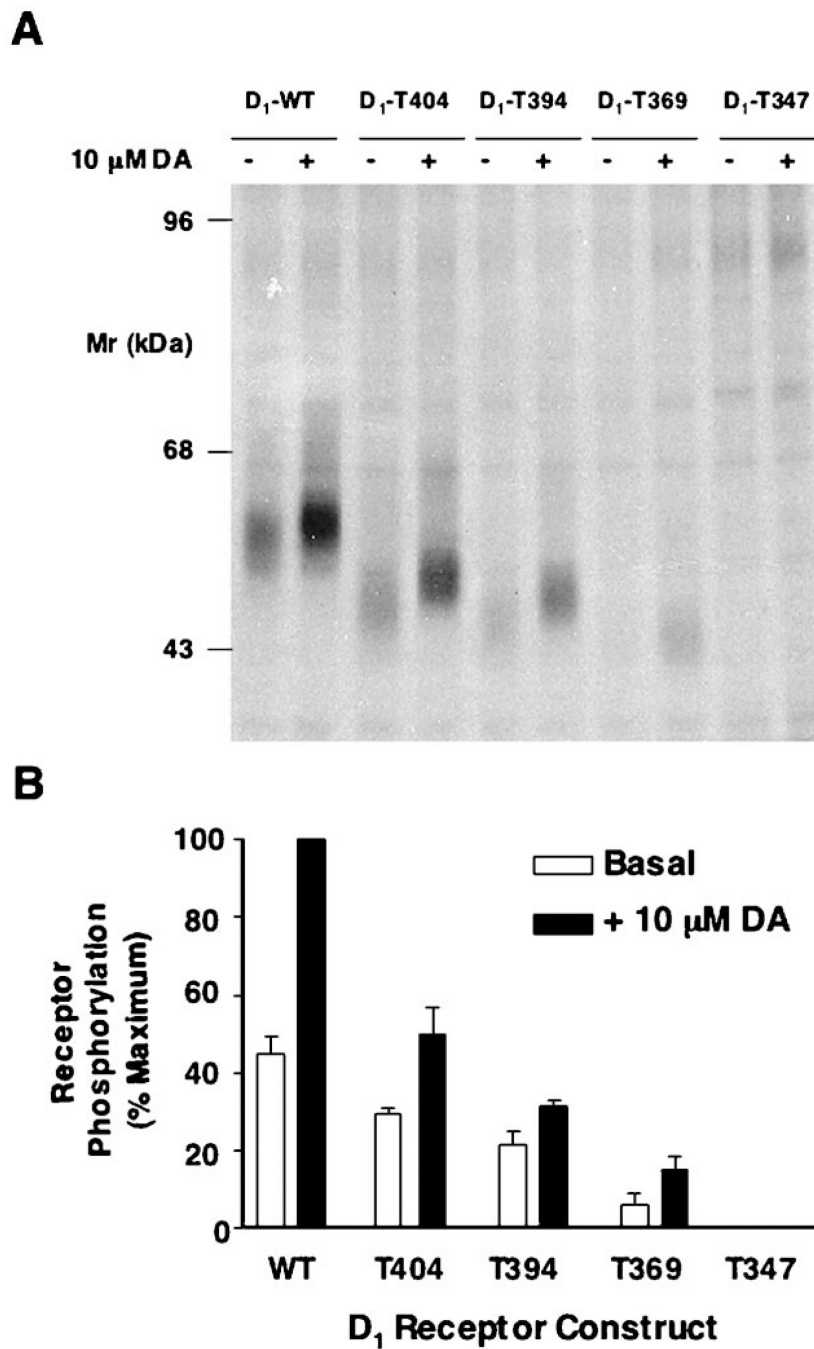 A
D₁-WT D₁-T404 D₁-T394 D₁-T369 D₁-T347
10 μM DA - + - + - + - + - +
96
Mr (kDa)
68
43
B
Receptor
Phosphorylation
(% Maximum)
100
80
60
40
20
0
Basal
+ 10 μM DA
WT T404 T394 T369 T347
D₁ Receptor Construct